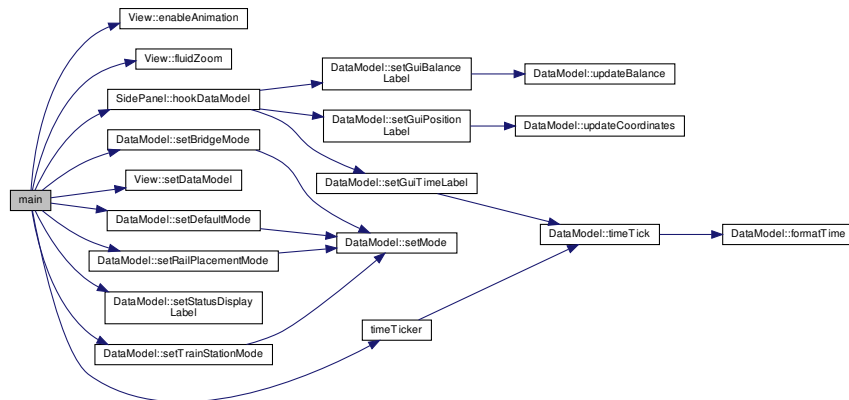 View::enableAnimation
View::fluidZoom
SidePanel::hookDataModel
DataModel::setGuiBalance
Label
DataModel::updateBalance
DataModel::setGuiPosition
Label
DataModel::updateCoordinates
DataModel::setBridgeMode
View::setDataModel
DataModel::setGuiTimeLabel
main
DataModel::setDefaultMode
DataModel::setMode
DataModel::timeTick
DataModel::formatTime
DataModel::setRailPlacementMode
DataModel::setStatusDisplay
Label
timeTicker
DataModel::setTrainStationMode